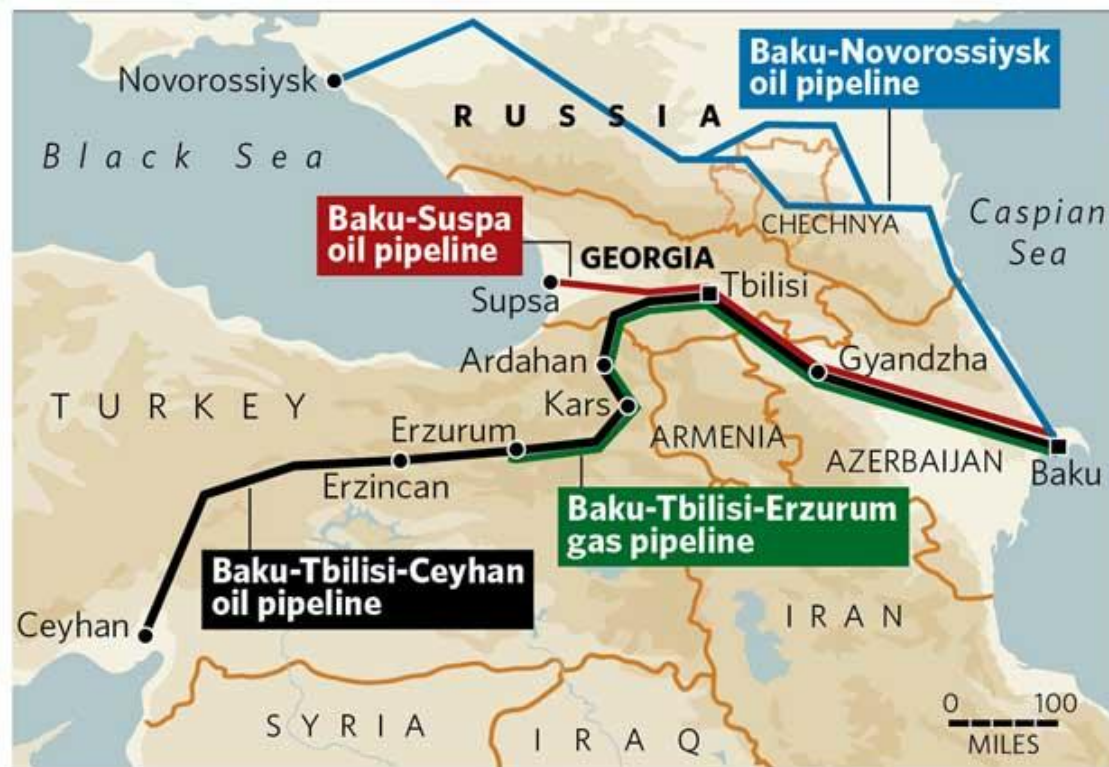 Novorossiysk
Baku-Novorossiysk
oil pipeline
RUSSIA
Black Sea
Baku-Suspa
oil pipeline
CHECHNYA
Caspian
Sea
GEORGIA
Supsa
Tbilisi
Ardahan
Gyandzha
TURKEY
Kars
Erzurum
ARMENIA
AZERBAIJAN
Baku
Erzincan
Baku-Tbilisi-Erzurum
gas pipeline
Baku-Tbilisi-Ceyhan
oil pipeline
Ceyhan
IRAN
SYRIA
IRAQ
0 100
MILES